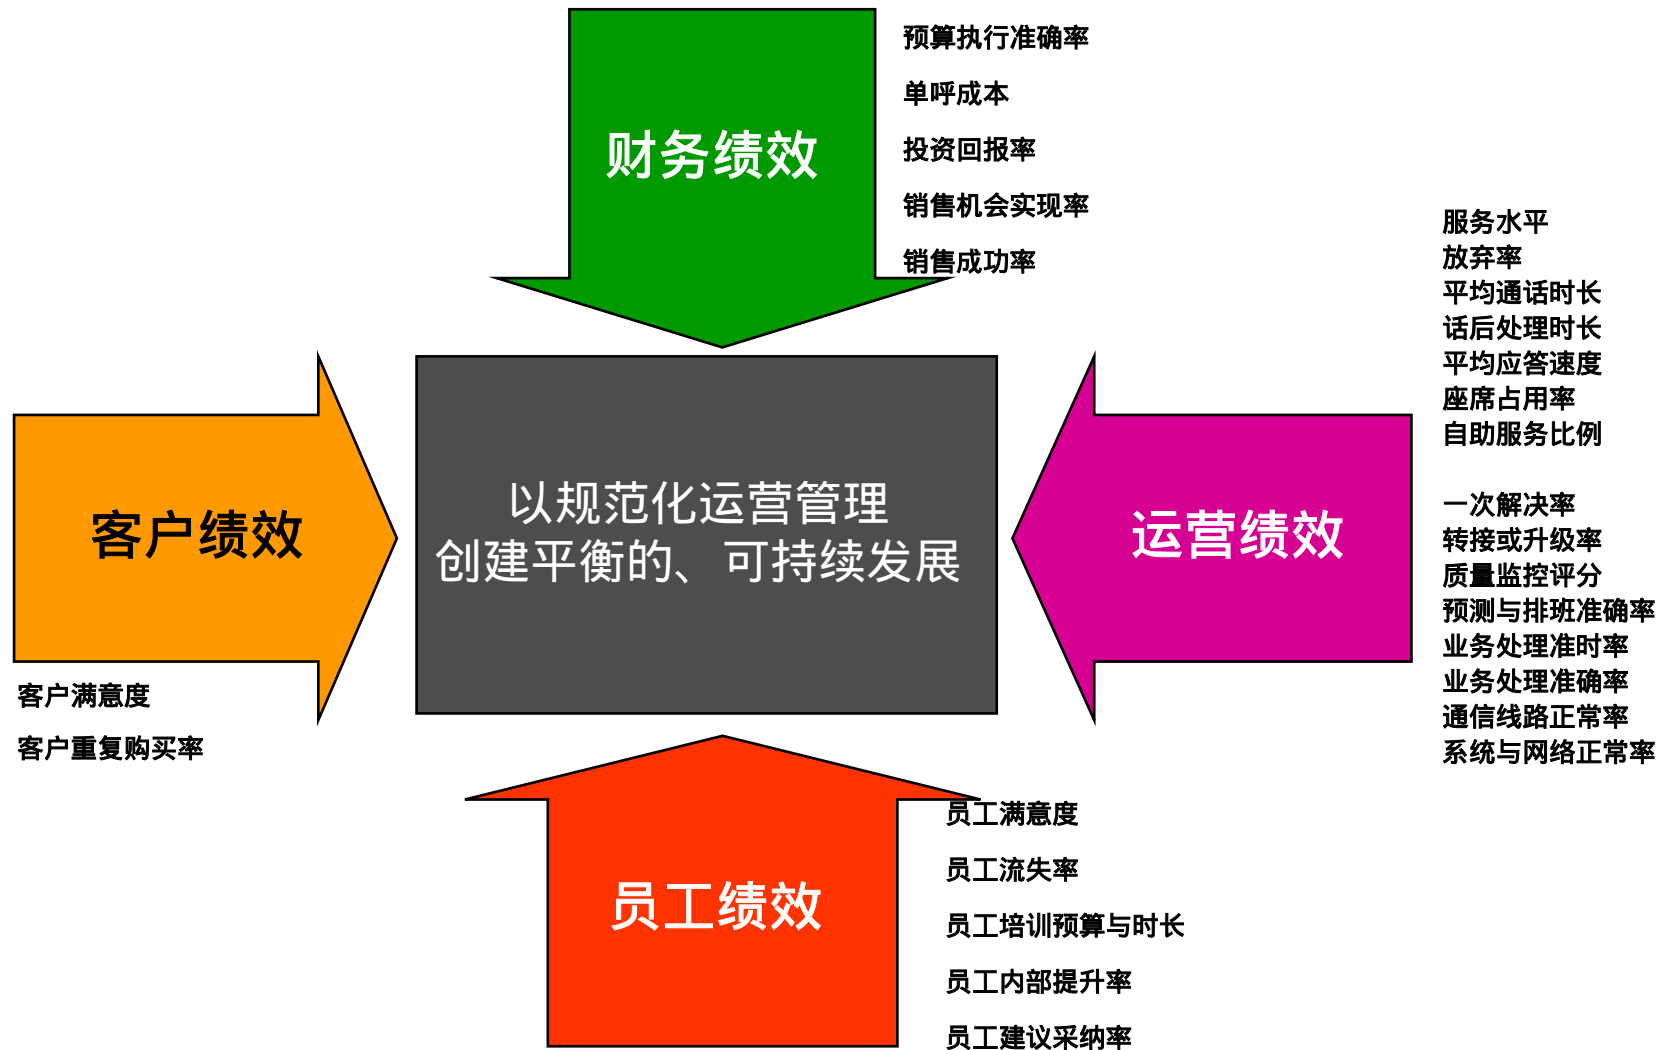 财务绩效
预算执行准确率
单呼成本
投资回报率
销售机会实现率
销售成功率
客户绩效
客户满意度
客户重复购买率
以规范化运营管理
创建平衡的、可持续发展
运营绩效
服务水平
放弃率
平均通话时长
话后处理时长
平均应答速度
座席占用率
自助服务比例
一次解决率
转接或升级率
质量监控评分
预测与排班准确率
业务处理准时率
业务处理准确率
通信线路正常率
系统与网络正常率
员工绩效
员工满意度
员工流失率
员工培训预算与时长
员工内部提升率
员工建议采纳率